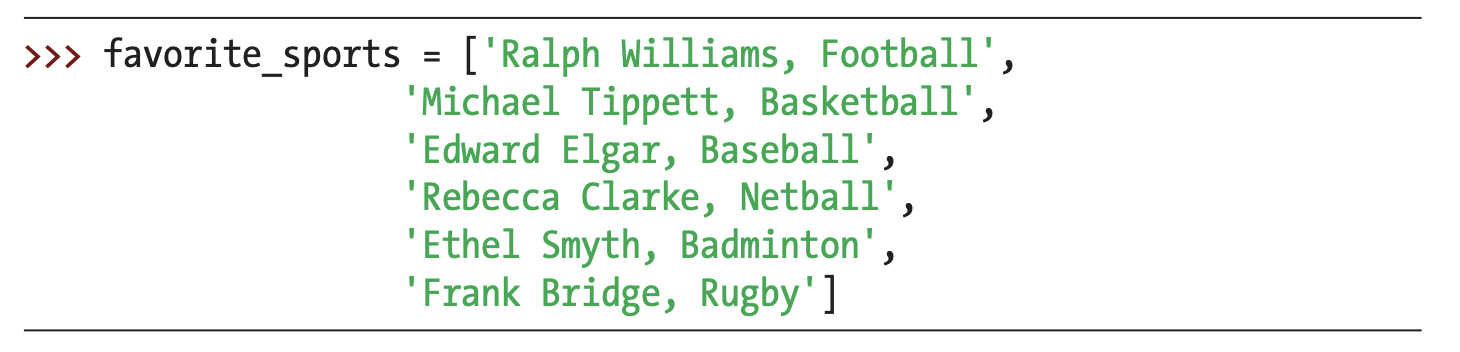 >>> favorite_sports = ['Ralph Williams, Football',
'Michael Tippett, Basketball',
'Edward Elgar, Baseball',
'Rebecca Clarke, Netball',
'Ethel Smyth, Badminton',
'Frank Bridge, Rugby']